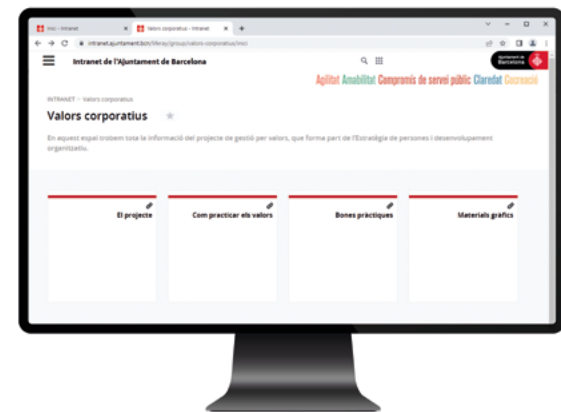 Inici - Intranet
Valors corporatius - Intranet
intranet.ajuntament.bcn/liferay/group/valors-corporatius/inici
Intranet de l'Ajuntament de Barcelona
Ajuntament de
Barcelona
Agilitat Amabilitat Compromís de servei públic Claredat Cocreació
INTRANET > Valors corporatius
Valors corporatius
En aquest espai trobem tota la informació del projecte de gestió per valors, que forma part de l'Estratègia de persones i desenvolupament
organitzatiu.
El projecte
Com practicar els valors
Bones pràctiques
Materials gràfics